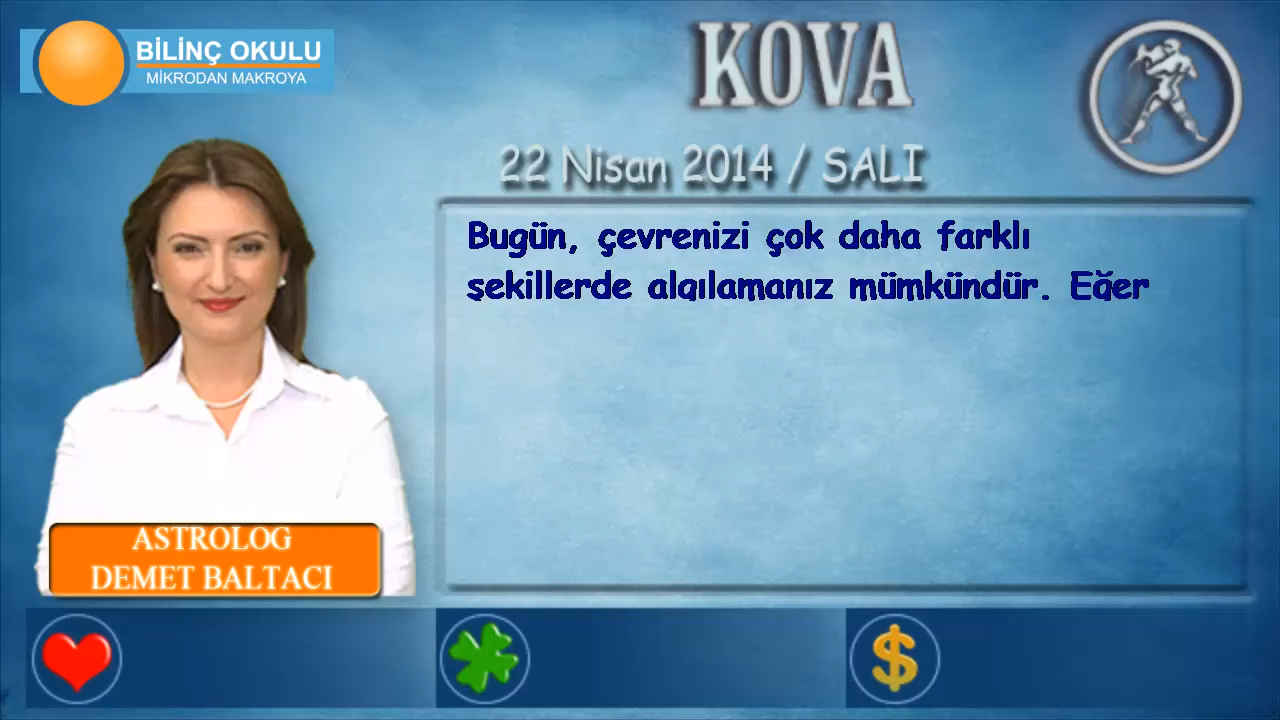 BİLİNÇ OKULU
MİKRODAN MAKROYA
KOVA
22 Nisan 2014 / SALI
Bugün, çevrenizi çok daha farklı
şekillerde algılamanız mümkündür. Eğer
ASTROLOG
DEMET BALTACI
$